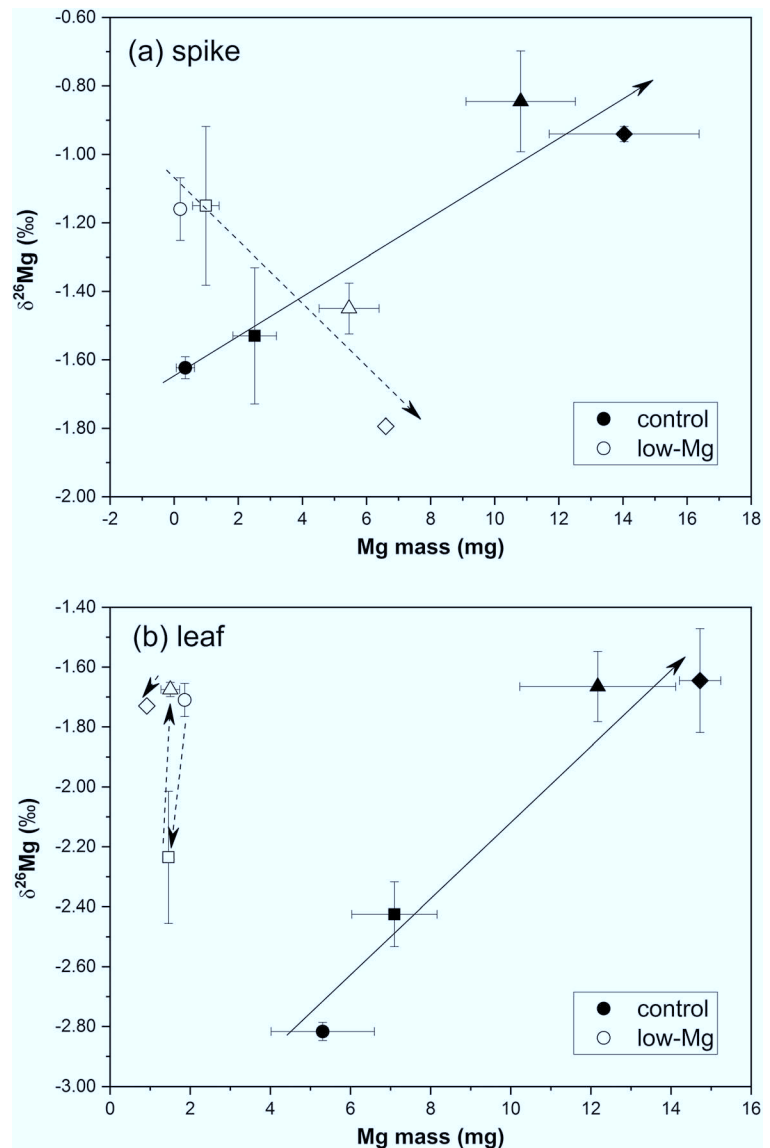 (a) spike
δ²⁶Mg (‰)
-0.60
-0.80
-1.00
-1.20
-1.40
-1.60
-1.80
-2.00
control
low-Mg
-2 0 2 4 6 8 10 12 14 16 18
Mg mass (mg)
(b) leaf
δ²⁶Mg (‰)
-1.40
-1.60
-1.80
-2.00
-2.20
-2.40
-2.60
-2.80
-3.00
control
low-Mg
0 2 4 6 8 10 12 14 16
Mg mass (mg)